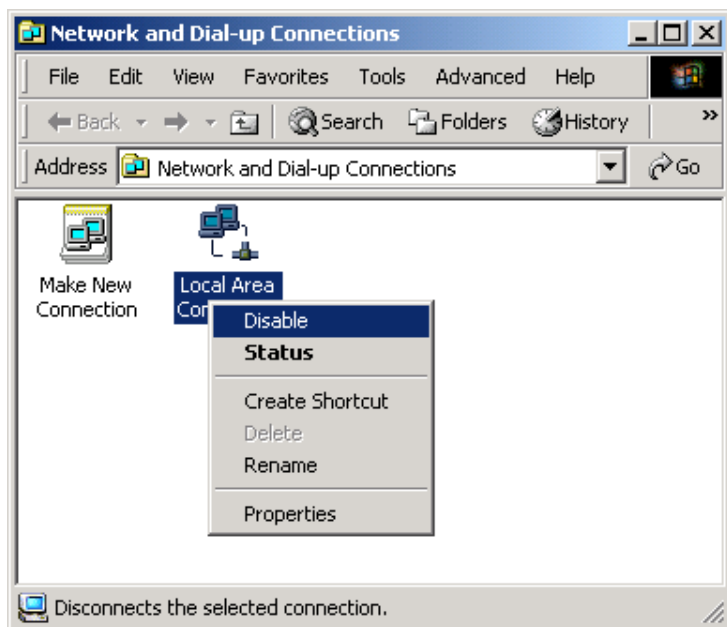 Network and Dial-up Connections
File Edit View Favorites Tools Advanced Help
Back Search Folders History »
Address Network and Dial-up Connections Go
Make New
Connection
Local Area
Disable
Status
Create Shortcut
Delete
Rename
Properties
Disconnects the selected connection.